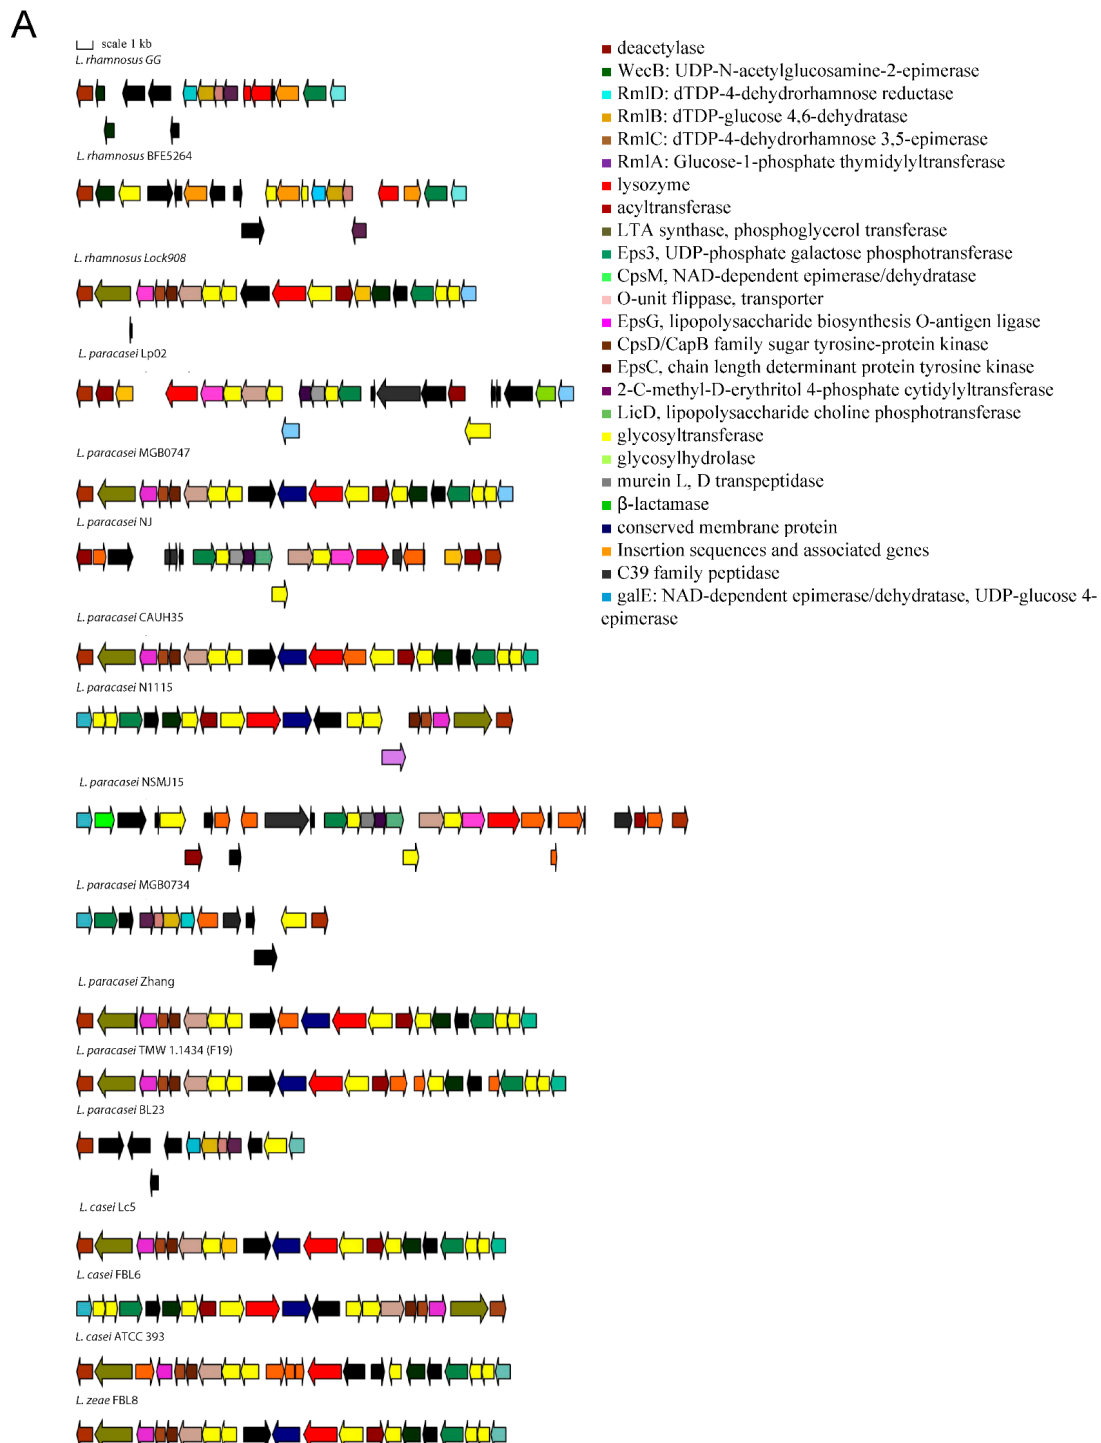 A
scale 1 kb
L. rhamnosus GG
L. rhamnosus BFE5264
L. rhamnosus Lock908
L. paracasei Lp02
L. paracasei MGB0747
L. paracasei NJ
L. paracasei CAUH35
L. paracasei N1115
L. paracasei NSMJ15
L. paracasei MGB0734
L. paracasei Zhang
L. paracasei TMW 1.1434 (F19)
L. paracasei BL23
L. casei Lc5
L. casei FBL6
L. casei ATCC 393
L. zeae FBL8
deacetylase
WecB: UDP-N-acetylglucosamine-2-epimerase
RmlD: dTDP-4-dehydrorhamnose reductase
RmlB: dTDP-glucose 4,6-dehydratase
RmlC: dTDP-4-dehydrorhamnose 3,5-epimerase
RmlA: Glucose-1-phosphate thymidylyltransferase
lysozyme
acyltransferase
LTA synthase, phosphoglycerol transferase
Eps3, UDP-phosphate galactose phosphotransferase
CpsM, NAD-dependent epimerase/dehydratase
O-unit flippase, transporter
EpsG, lipopolysaccharide biosynthesis O-antigen ligase
CpsD/CapB family sugar tyrosine-protein kinase
EpsC, chain length determinant protein tyrosine kinase
2-C-methyl-D-erythritol 4-phosphate cytidylyltransferase
LicD, lipopolysaccharide choline phosphotransferase
glycosyltransferase
glycosylhydrolase
murein L, D transpeptidase
β-lactamase
conserved membrane protein
Insertion sequences and associated genes
C39 family peptidase
galE: NAD-dependent epimerase/dehydratase, UDP-glucose 4-
epimerase